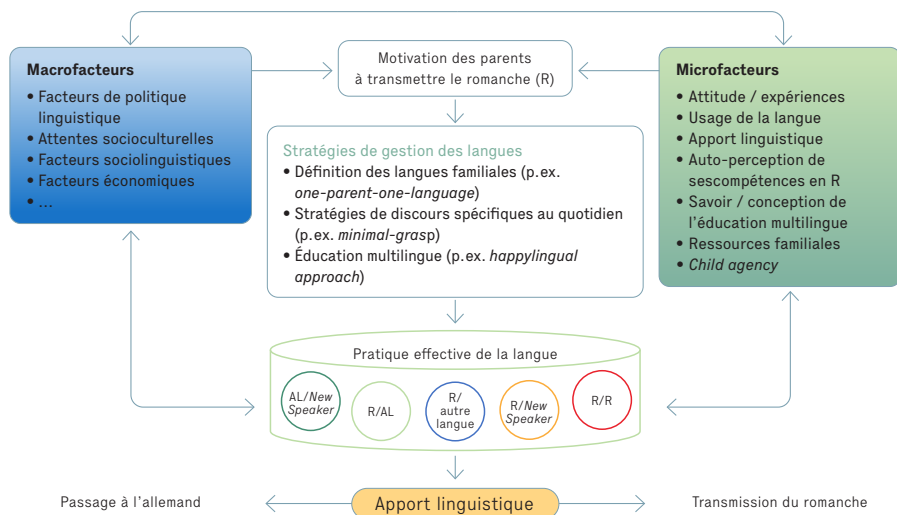 Macrofacteurs
• Facteurs de politique
linguistique
• Attentes socioculturelles
• Facteurs sociolinguistiques
• Facteurs économiques
• ...
Motivation des parents
à transmettre le romanche (R)
Stratégies de gestion des langues
• Définition des langues familiales (p.ex.
one-parent-one-language)
• Stratégies de discours spécifiques au quotidien
(p.ex. minimal-grasp)
• Éducation multilingue (p.ex. happylingual
approach)
Microfacteurs
• Attitude / expériences
• Usage de la langue
• Apport linguistique
• Auto-perception de
sescompétences en R
• Savoir / conception de
l'éducation multilingue
• Ressources familiales
• Child agency
Pratique effective de la langue
AL/New
Speaker
R/AL
R/
autre
langue
R/New
Speaker
R/R
Passage à l'allemand
Apport linguistique
Transmission du romanche